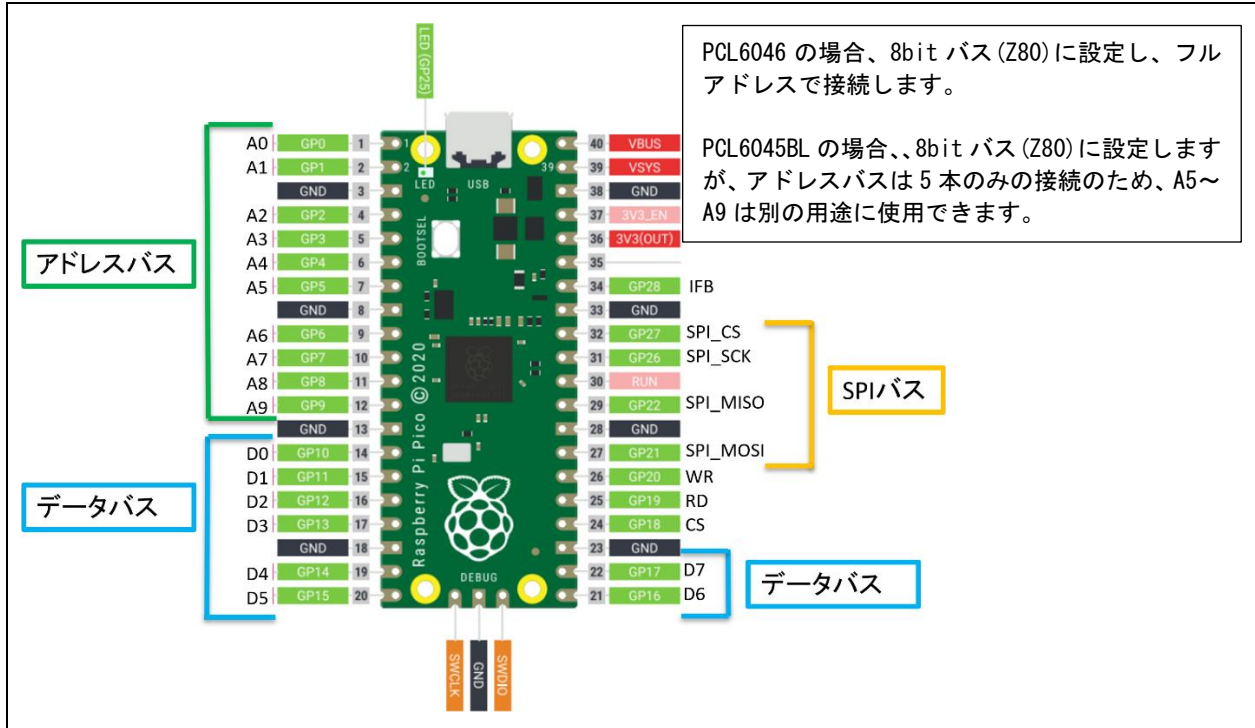 LED (GP25)
PCL6046 の場合、8bit バス(Z80)に設定し、フル
アドレスで接続します。
PCL6045BL の場合、、8bit バス(Z80)に設定します
が、アドレスバスは 5 本のみの接続のため、A5～
A9 は別の用途に使用できます。
アドレスバス
A0 GP0 1
A1 GP1 2
GND 3
A2 GP2 4
A3 GP3 5
A4 GP4 6
A5 GP5 7
GND 8
A6 GP6 9
A7 GP7 10
A8 GP8 11
A9 GP9 12
GND 13
データバス
D0 GP10 14
D1 GP11 15
D2 GP12 16
D3 GP13 17
GND 18
D4 GP14 19
D5 GP15 20
1
2
39
LED
USB
BOOTSEL
Raspberry Pi Pico © 2020
DEBUG
40 VBUS
39 VSYS
38 GND
37 3V3_EN
36 3V3(OUT)
35
34 GP28 IFB
33 GND
32 GP27 SPI_CS
31 GP26 SPI_SCK
30 RUN
29 GP22 SPI_MISO
28 GND
27 GP21 SPI_MOSI
26 GP20 WR
25 GP19 RD
24 GP18 CS
23 GND
22 GP17 D7
21 GP16 D6
SPIバス
データバス
SWCLK
GND
SWDIO